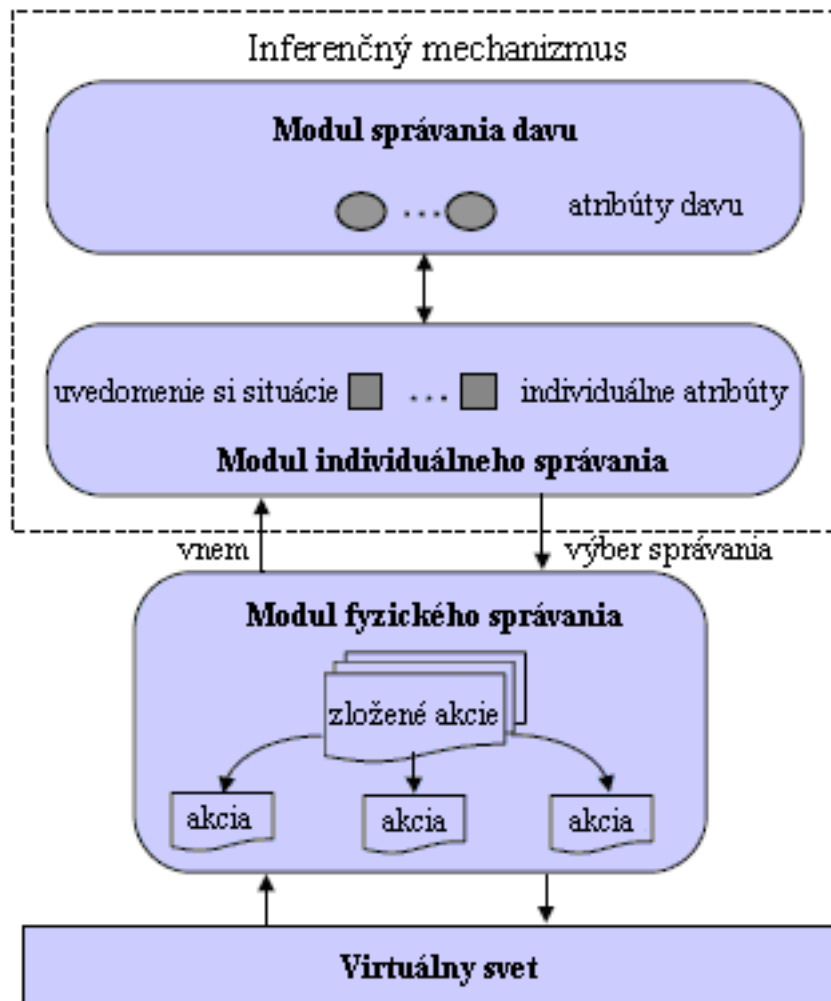 Inferenčný mechanizmus
Modul správania davu
... atribúty davu
uvedomenie si situácie ... individuálne atribúty
Modul individuálneho správania
vnem výber správania
Modul fyzického správania
zložené akcie
akcia akcia akcia
Virtuálny svet